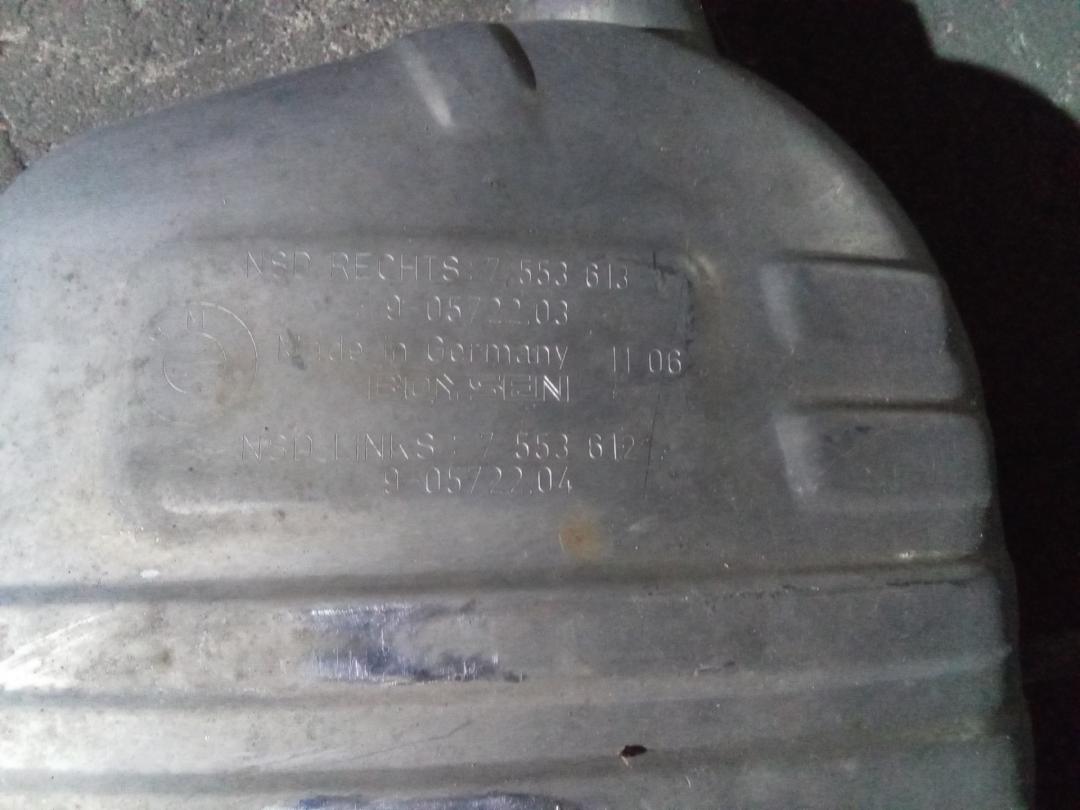 NSD RECHTS : 7 553 613
9-05722.03
M
Made in Germany 11 06
BOYSEN
NSD LINKS : 7 553 612
9-05722.04